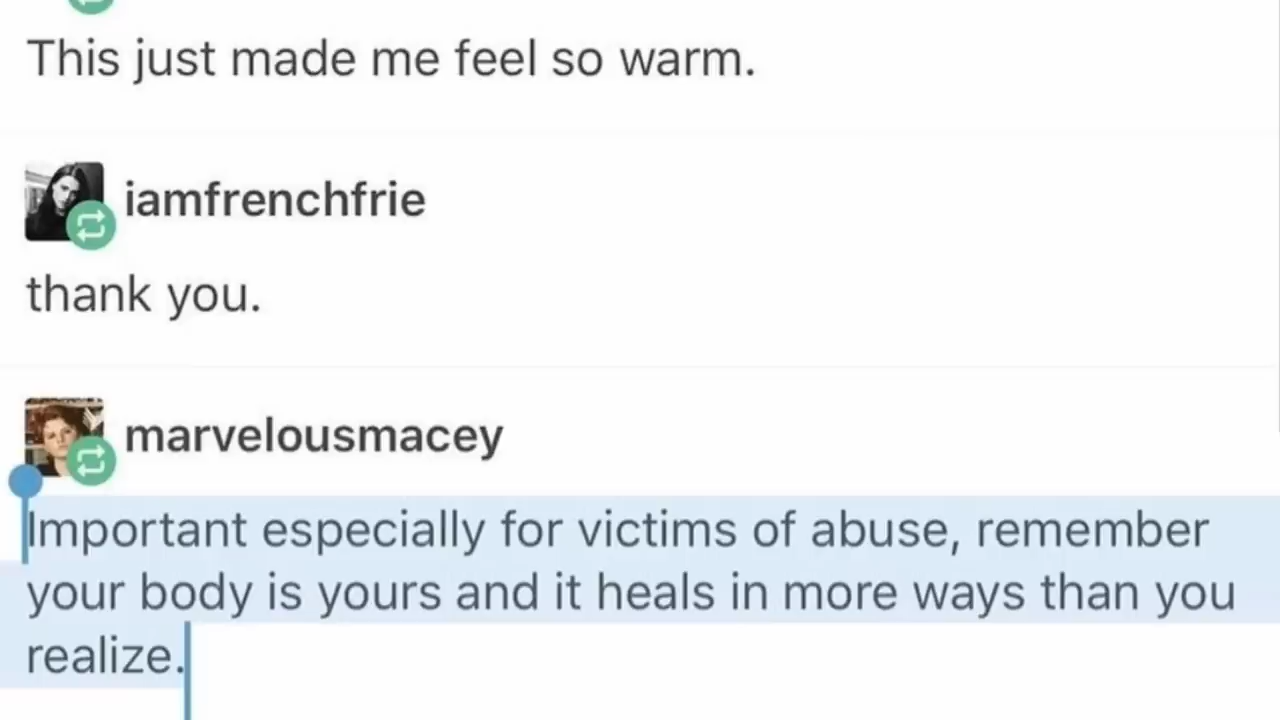 This just made me feel so warm.
iamfrenchfrie
thank you.
marvelousmacey
Important especially for victims of abuse, remember
your body is yours and it heals in more ways than you
realize.